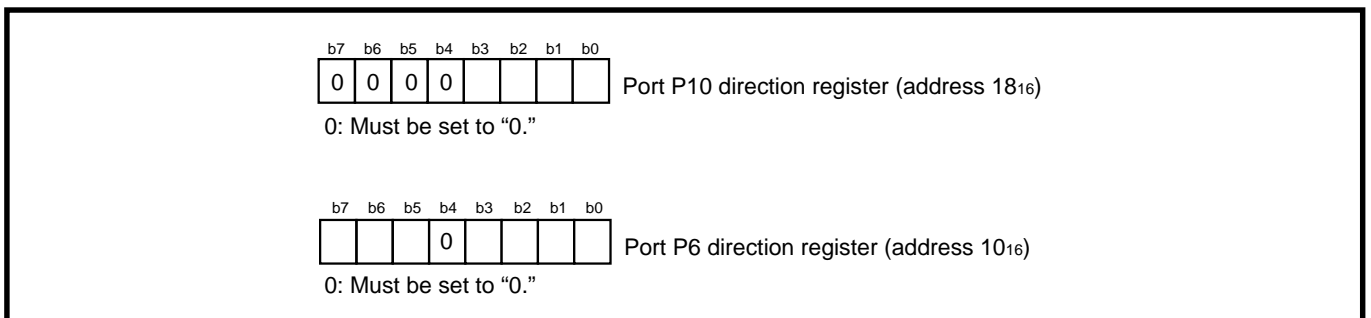 b7 b6 b5 b4 b3 b2 b1 b0
0 0 0 0 Port P10 direction register (address 18₁₆)
0: Must be set to “0.”
b7 b6 b5 b4 b3 b2 b1 b0
0 Port P6 direction register (address 10₁₆)
0: Must be set to “0.”